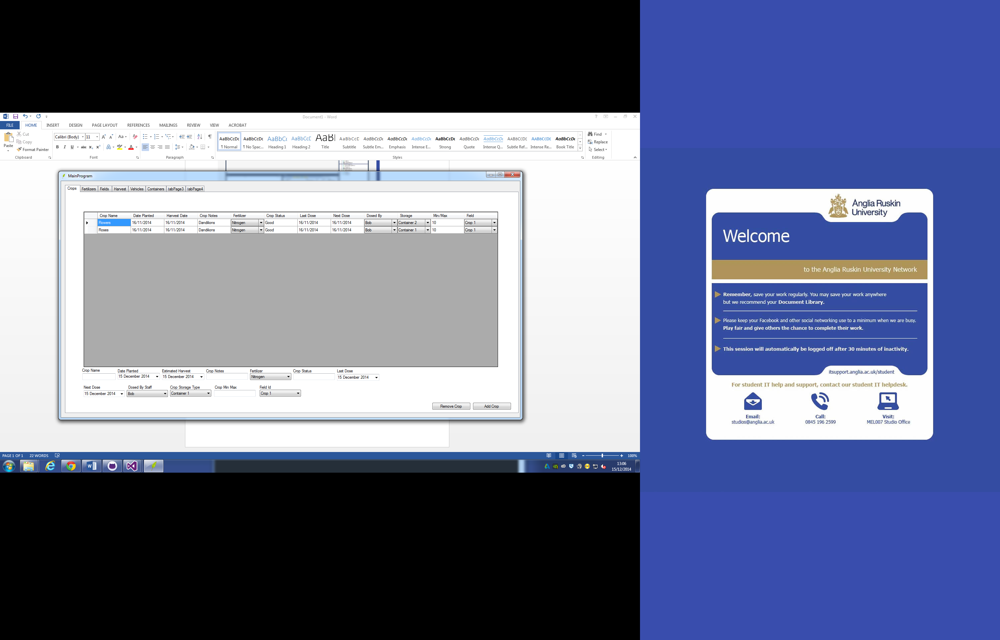 Document1 - Word
FILE HOME INSERT DESIGN PAGE LAYOUT REFERENCES MAILINGS REVIEW VIEW ACROBAT
Paste
Cut
Copy
Format Painter
Clipboard
Calibri (Body) 11
Font
Paragraph
AaBbCcDc AaBbCcDc AaBbCc AaBbCcD AaBl AaBbCcD AaBbCcDc AaBbCcDc AaBbCcDc AaBbCcDc AaBbCcDc AaBbCcDc AaBbCcDc AaBbCcDc AaBbCcDc
¶ Normal ¶ No Spac... Heading 1 Heading 2 Title Subtitle Subtle Em... Emphasis Intense E... Strong Quote Intense Q... Subtle Ref... Intense Re... Book Title
Styles
Find
Replace
Select
Editing
MainProgram
Crops Fertilizers Fields Harvest Vehicles Containers tabPage3 tabPage4
Crop Name Date Planted Harvest Date Crop Notes Fertilizer Crop Status Last Dose Next Dose Dosed By Storage Min/Max Field
Flowers 16/11/2014 16/11/2014 Dandilions Nitrogen Good 16/11/2014 16/11/2014 Bob Container 2 10 Crop 1
Roses 16/11/2014 16/11/2014 Dandilions Nitrogen Good 16/11/2014 16/11/2014 Bob Container 1 10 Crop 1
Crop Name Date Planted Estimated Harvest Crop Notes Fertilizer Crop Status Last Dose
15 December 2014 15 December 2014 Nitrogen 15 December 2014
Next Dose Dosed By Staff Crop Storage Type Crop Min Max Field Id
15 December 2014 Bob Container 1 Crop 1
Remove Crop Add Crop
PAGE 1 OF 1 22 WORDS 100%
13:06
15/12/2014
Anglia Ruskin
University
Welcome
to the Anglia Ruskin University Network
Remember, save your work regularly. You may save your work anywhere
but we recommend your Document Library.
Please keep your Facebook and other social networking use to a minimum when we are busy.
Play fair and give others the chance to complete their work.
This session will automatically be logged off after 30 minutes of inactivity.
itsupport.anglia.ac.uk/student
For student IT help and support, contact our student IT helpdesk.
Email: Call: Visit:
studios@anglia.ac.uk 0845 196 2599 MEL007 Studio Office